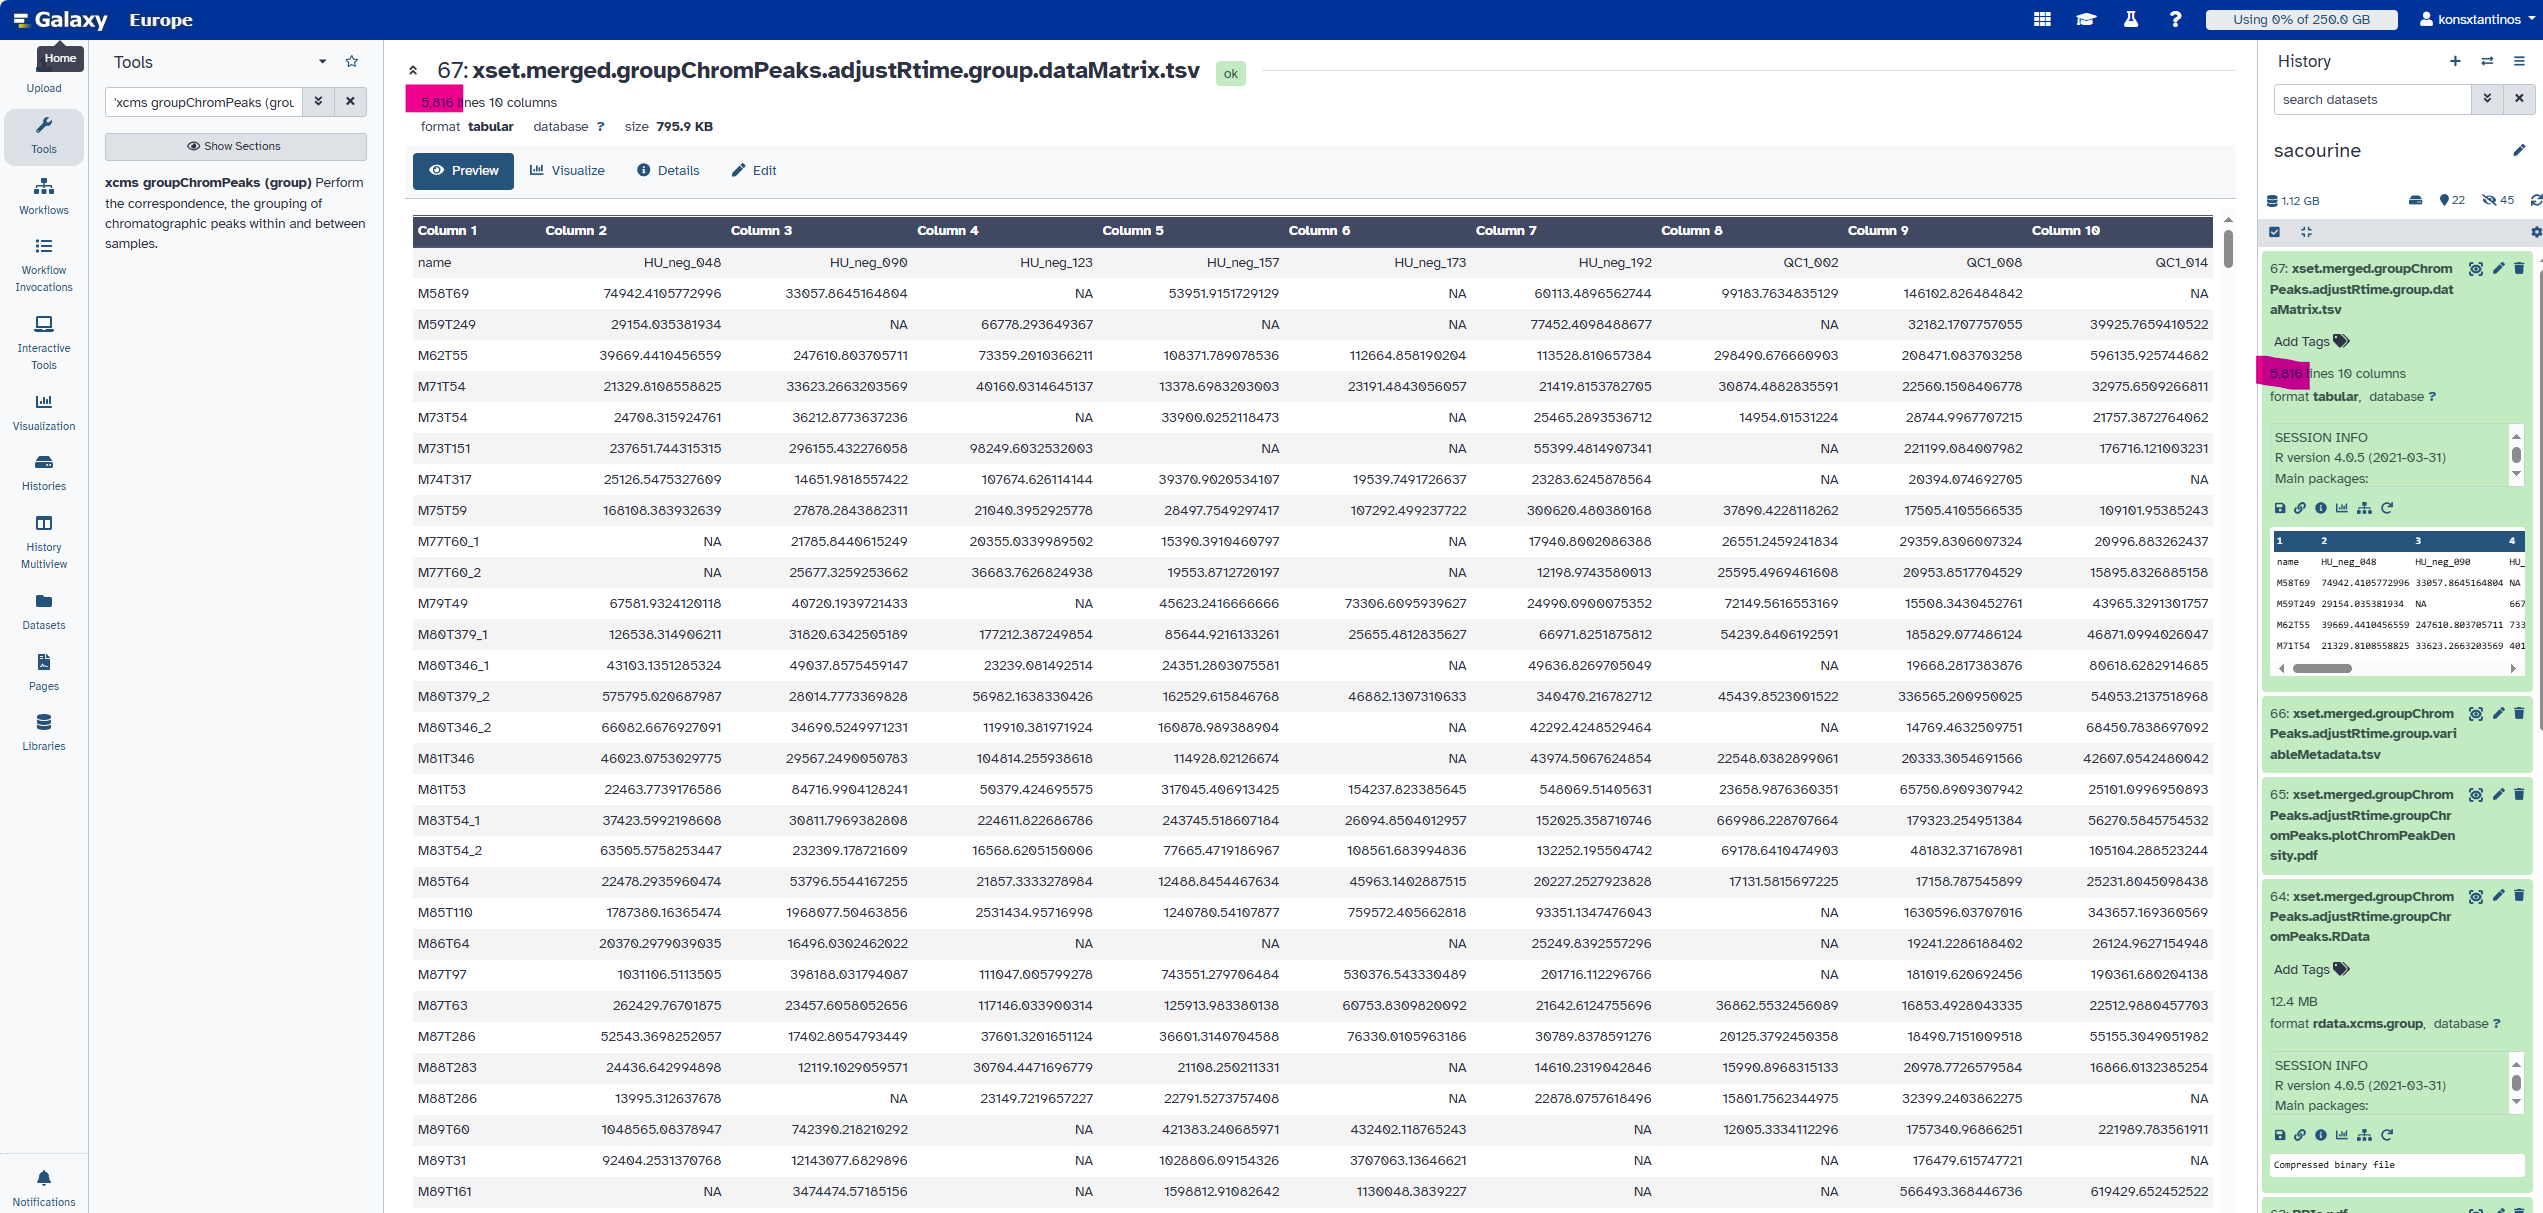 Galaxy Europe
Using 0% of 250.0 GB
konsxtantinos
Home
Upload
Tools
Workflows
Workflow Invocations
Interactive Tools
Visualization
Histories
History Multiview
Datasets
Pages
Libraries
Notifications
Tools
'xcms groupChromPeaks (grou
Show Sections
xcms groupChromPeaks (group) Perform
the correspondence, the grouping of
chromatographic peaks within and between
samples.
67: xset.merged.groupChromPeaks.adjustRtime.group.dataMatrix.tsv ok
5,816 lines 10 columns
format tabular database ? size 795.9 KB
Preview Visualize Details Edit
Column 1 Column 2 Column 3 Column 4 Column 5 Column 6 Column 7 Column 8 Column 9 Column 10
name HU_neg_048 HU_neg_090 HU_neg_123 HU_neg_157 HU_neg_173 HU_neg_192 QC1_002 QC1_008 QC1_014
M58T69 74942.4105772996 33057.8645164804 NA 53951.9151729129 NA 60113.4896562744 99183.7634835129 146102.826484842 NA
M59T249 29154.035381934 NA 66778.293649367 NA NA 77452.4098488677 NA 32182.1707757055 39925.7659410522
M62T55 39669.4410456559 247610.803705711 73359.2010366211 108371.789078536 112664.858190204 113528.810657384 298490.676660903 208471.083703258 596135.925744682
M71T54 21329.8108558825 33623.2663203569 40160.0314645137 13378.6983203003 23191.4843056057 21419.8153782705 30874.4882835591 22560.1508406778 32975.6509266811
M73T54 24708.315924761 36212.8773637236 NA 33900.0252118473 NA 25465.2893536712 14954.01531224 28744.9967707215 21757.3872764062
M73T151 237651.744315315 296155.432276058 98249.6032532003 NA NA 55399.4814907341 NA 221199.084007982 176716.121003231
M74T317 25126.5475327609 14651.9818557422 107674.626114144 39370.9020534107 19539.7491726637 23283.6245878564 NA 20394.074692705 NA
M75T59 168108.383932639 27878.2843882311 21040.3952925778 28497.7549297417 107292.499237722 300620.480380168 37890.4228118262 17505.4105566535 109101.95385243
M77T60_1 NA 21785.8440615249 20355.0339989502 15390.3910460797 NA 17940.8002086388 26551.2459241834 29359.8306007324 20996.883262437
M77T60_2 NA 25677.3259253662 36683.7626824938 19553.8712720197 NA 12198.9743580013 25595.4969461608 20953.8517704529 15895.8326885158
M79T49 67581.9324120118 40720.1939721433 NA 45623.2416666666 73306.6095939627 24990.0900075352 72149.5616553169 15508.3430452761 43965.3291301757
M80T379_1 126538.314906211 31820.6342505189 177212.387249854 85644.9216133261 25655.4812835627 66971.8251875812 54239.8406192591 185829.077486124 46871.0994026047
M80T346_1 43103.1351285324 49037.8575459147 23239.081492514 24351.2803075581 NA 49636.8269705049 NA 19668.2817383876 80618.6282914685
M80T379_2 575795.020687987 28014.7773369828 56982.1638330426 162529.615846768 46882.1307310633 340470.216782712 45439.8523001522 336565.200950025 54053.2137518968
M80T346_2 66082.6676927091 34690.5249971231 119910.381971924 160878.989388904 NA 42292.4248529464 NA 14769.4632509751 68450.7838697092
M81T346 46023.0753029775 29567.2490050783 104814.255938618 114928.02126674 NA 43974.5067624854 22548.0382899061 20333.3054691566 42607.0542480042
M81T53 22463.7739176586 84716.9904128241 50379.424695575 317045.406913425 154237.823385645 548069.51405631 23658.9876360351 65750.8909307942 25101.0996950893
M83T54_1 37423.5992198608 30811.7969382808 224611.822686786 243745.518607184 26094.8504012957 152025.358710746 669986.228707664 179323.254951384 56270.5845754532
M83T54_2 63505.5758253447 232309.178721609 16568.6205150006 77665.4719186967 108561.683994836 132252.195504742 69178.6410474903 481832.371678981 105104.288523244
M85T64 22478.2935960474 53796.5544167255 21857.3333278984 12488.8454467634 45963.1402887515 20227.2527923828 17131.5815697225 17158.787545899 25231.8045098438
M85T110 1787380.16365474 1968077.50463856 2531434.95716998 1240780.54107877 759572.405662818 93351.1347476043 NA 1630596.03707016 343657.169360569
M86T64 20370.2979039035 16496.0302462022 NA NA NA 25249.8392557296 NA 19241.2286188402 26124.9627154948
M87T97 1031106.5113505 398188.031794087 111047.005799278 743551.279706484 530376.543330489 201716.112296766 NA 181019.620692456 190361.680204138
M87T63 262429.76701875 23457.6058052656 117146.033900314 125913.983380138 60753.8309820092 21642.6124755696 36862.5532456089 16853.4928043335 22512.9880457703
M87T286 52543.3698252057 17402.8054793449 37601.3201651124 36601.3140704588 76330.0105963186 30789.8378591276 20125.3792450358 18490.7151009518 55155.3049051982
M88T283 24436.642994898 12119.1029059571 30704.4471696779 21108.250211331 NA 14610.2319042846 15990.8968315133 20978.7726579584 16866.0132385254
M88T286 13995.312637678 NA 23149.7219657227 22791.5273757408 NA 22878.0757618496 15801.7562344975 32399.2403862275 NA
M89T60 1048565.08378947 742390.218210292 NA 421383.240685971 432402.118765243 NA 12005.3334112296 1757340.96866251 221989.783561911
M89T31 92404.2531370768 12143077.6829896 NA 1028806.09154326 3707063.13646621 NA NA 176479.615747721 NA
M89T161 NA 3474474.57185156 NA 1598812.91082642 1130048.3839227 NA NA 566493.368446736 619429.652452522
History
search datasets
sacourine
1.12 GB 22 45
67: xset.merged.groupChrom
Peaks.adjustRtime.group.dat
aMatrix.tsv
Add Tags
5,816 lines 10 columns
format tabular, database ?
SESSION INFO
R version 4.0.5 (2021-03-31)
Main packages:
1 2 3 4
name HU_neg_048 HU_neg_090 HU_
M58T69 74942.4105772996 33057.8645164804 NA
M59T249 29154.035381934 NA 667
M62T55 39669.4410456559 247610.803705711 733
M71T54 21329.8108558825 33623.2663203569 401
66: xset.merged.groupChrom
Peaks.adjustRtime.group.vari
ableMetadata.tsv
65: xset.merged.groupChrom
Peaks.adjustRtime.groupChr
omPeaks.plotChromPeakDen
sity.pdf
64: xset.merged.groupChrom
Peaks.adjustRtime.groupChr
omPeaks.RData
Add Tags
12.4 MB
format rdata.xcms.group, database ?
SESSION INFO
R version 4.0.5 (2021-03-31)
Main packages:
Compressed binary file